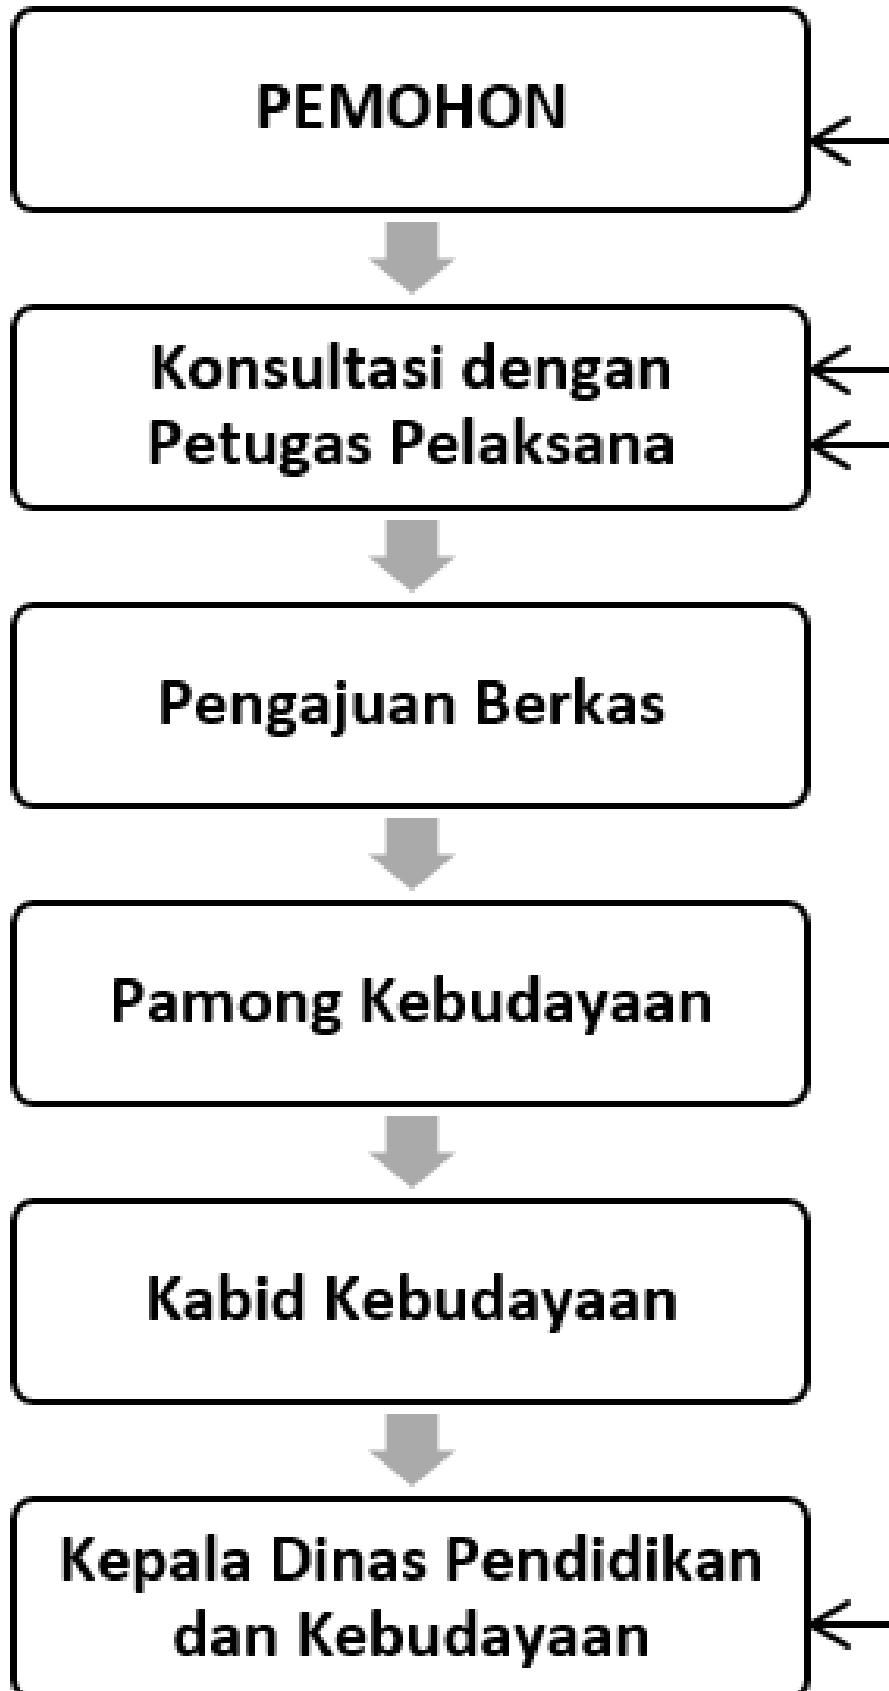 PEMOHON
Konsultasi dengan
Petugas Pelaksana
Pengajuan Berkas
Pamong Kebudayaan
Kabid Kebudayaan
Kepala Dinas Pendidikan
dan Kebudayaan